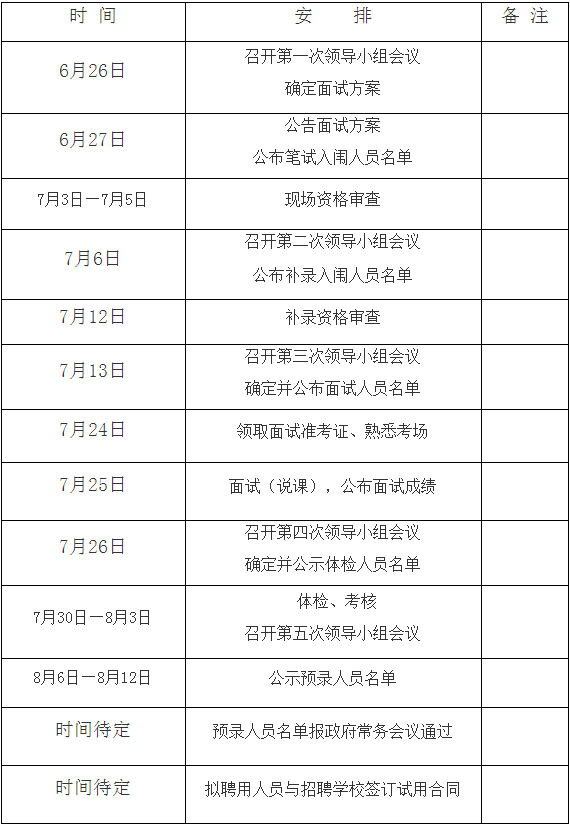 时 间 安 排 备 注
6月26日
召开第一次领导小组会议
确定面试方案
6月27日
公告面试方案
公布笔试入闱人员名单
7月3日—7月5日
现场资格审查
7月6日
召开第二次领导小组会议
公布补录入闱人员名单
7月12日
补录资格审查
7月13日
召开第三次领导小组会议
确定并公布面试人员名单
7月24日
领取面试准考证、熟悉考场
7月25日
面试（说课），公布面试成绩
7月26日
召开第四次领导小组会议
确定并公示体检人员名单
7月30日—8月3日
体检、考核
召开第五次领导小组会议
8月6日—8月12日
公示预录人员名单
时间待定
预录人员名单报政府常务会议通过
时间待定
拟聘用人员与招聘学校签订试用合同